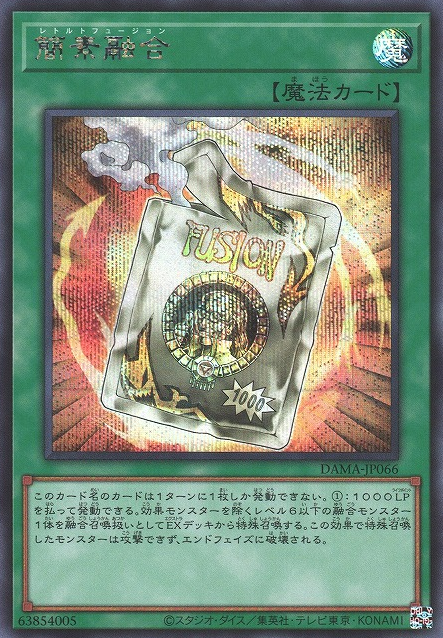 レトルトフュージョン
簡素融合
魔
まほう
【魔法カード】
FUSION
1000
DAMA-JP066
このカード名のカードは１ターンに１枚しか発動できない。①：１０００LP
を払って発動できる。効果モンスターを除くレベル６以下の融合モンスター
１体を融合召喚扱いとしてEXデッキから特殊召喚する。この効果で特殊召喚
したモンスターは攻撃できず、エンドフェイズに破壊される。
63854005
©スタジオ・ダイス／集英社・テレビ東京・KONAMI